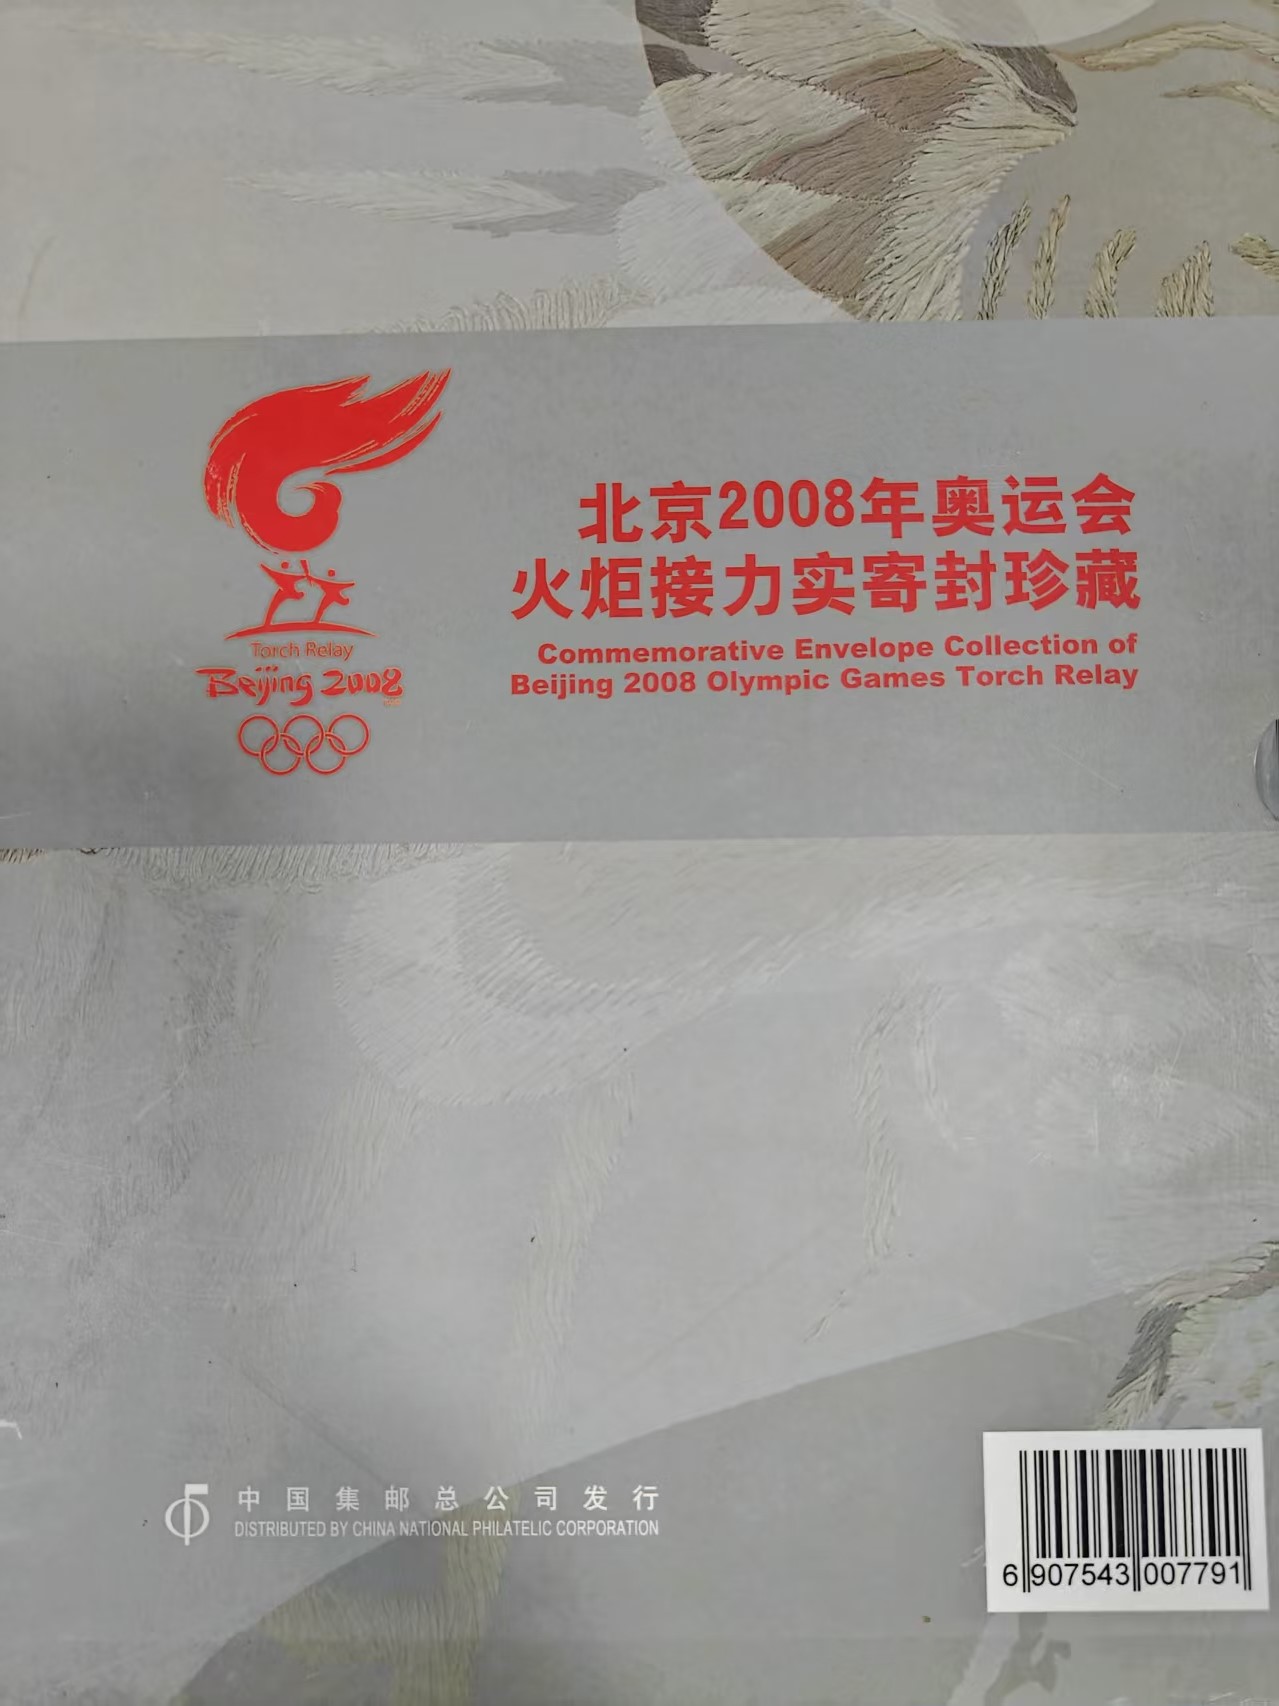 北京2008年奥运会
火炬接力实寄封珍藏
Commemorative Envelope Collection of
Beijing 2008 Olympic Games Torch Relay
Torch Relay
Beijing 2008
中国集邮总公司发行
DISTRIBUTED BY CHINA NATIONAL PHILATELIC CORPORATION
6 907543 007791